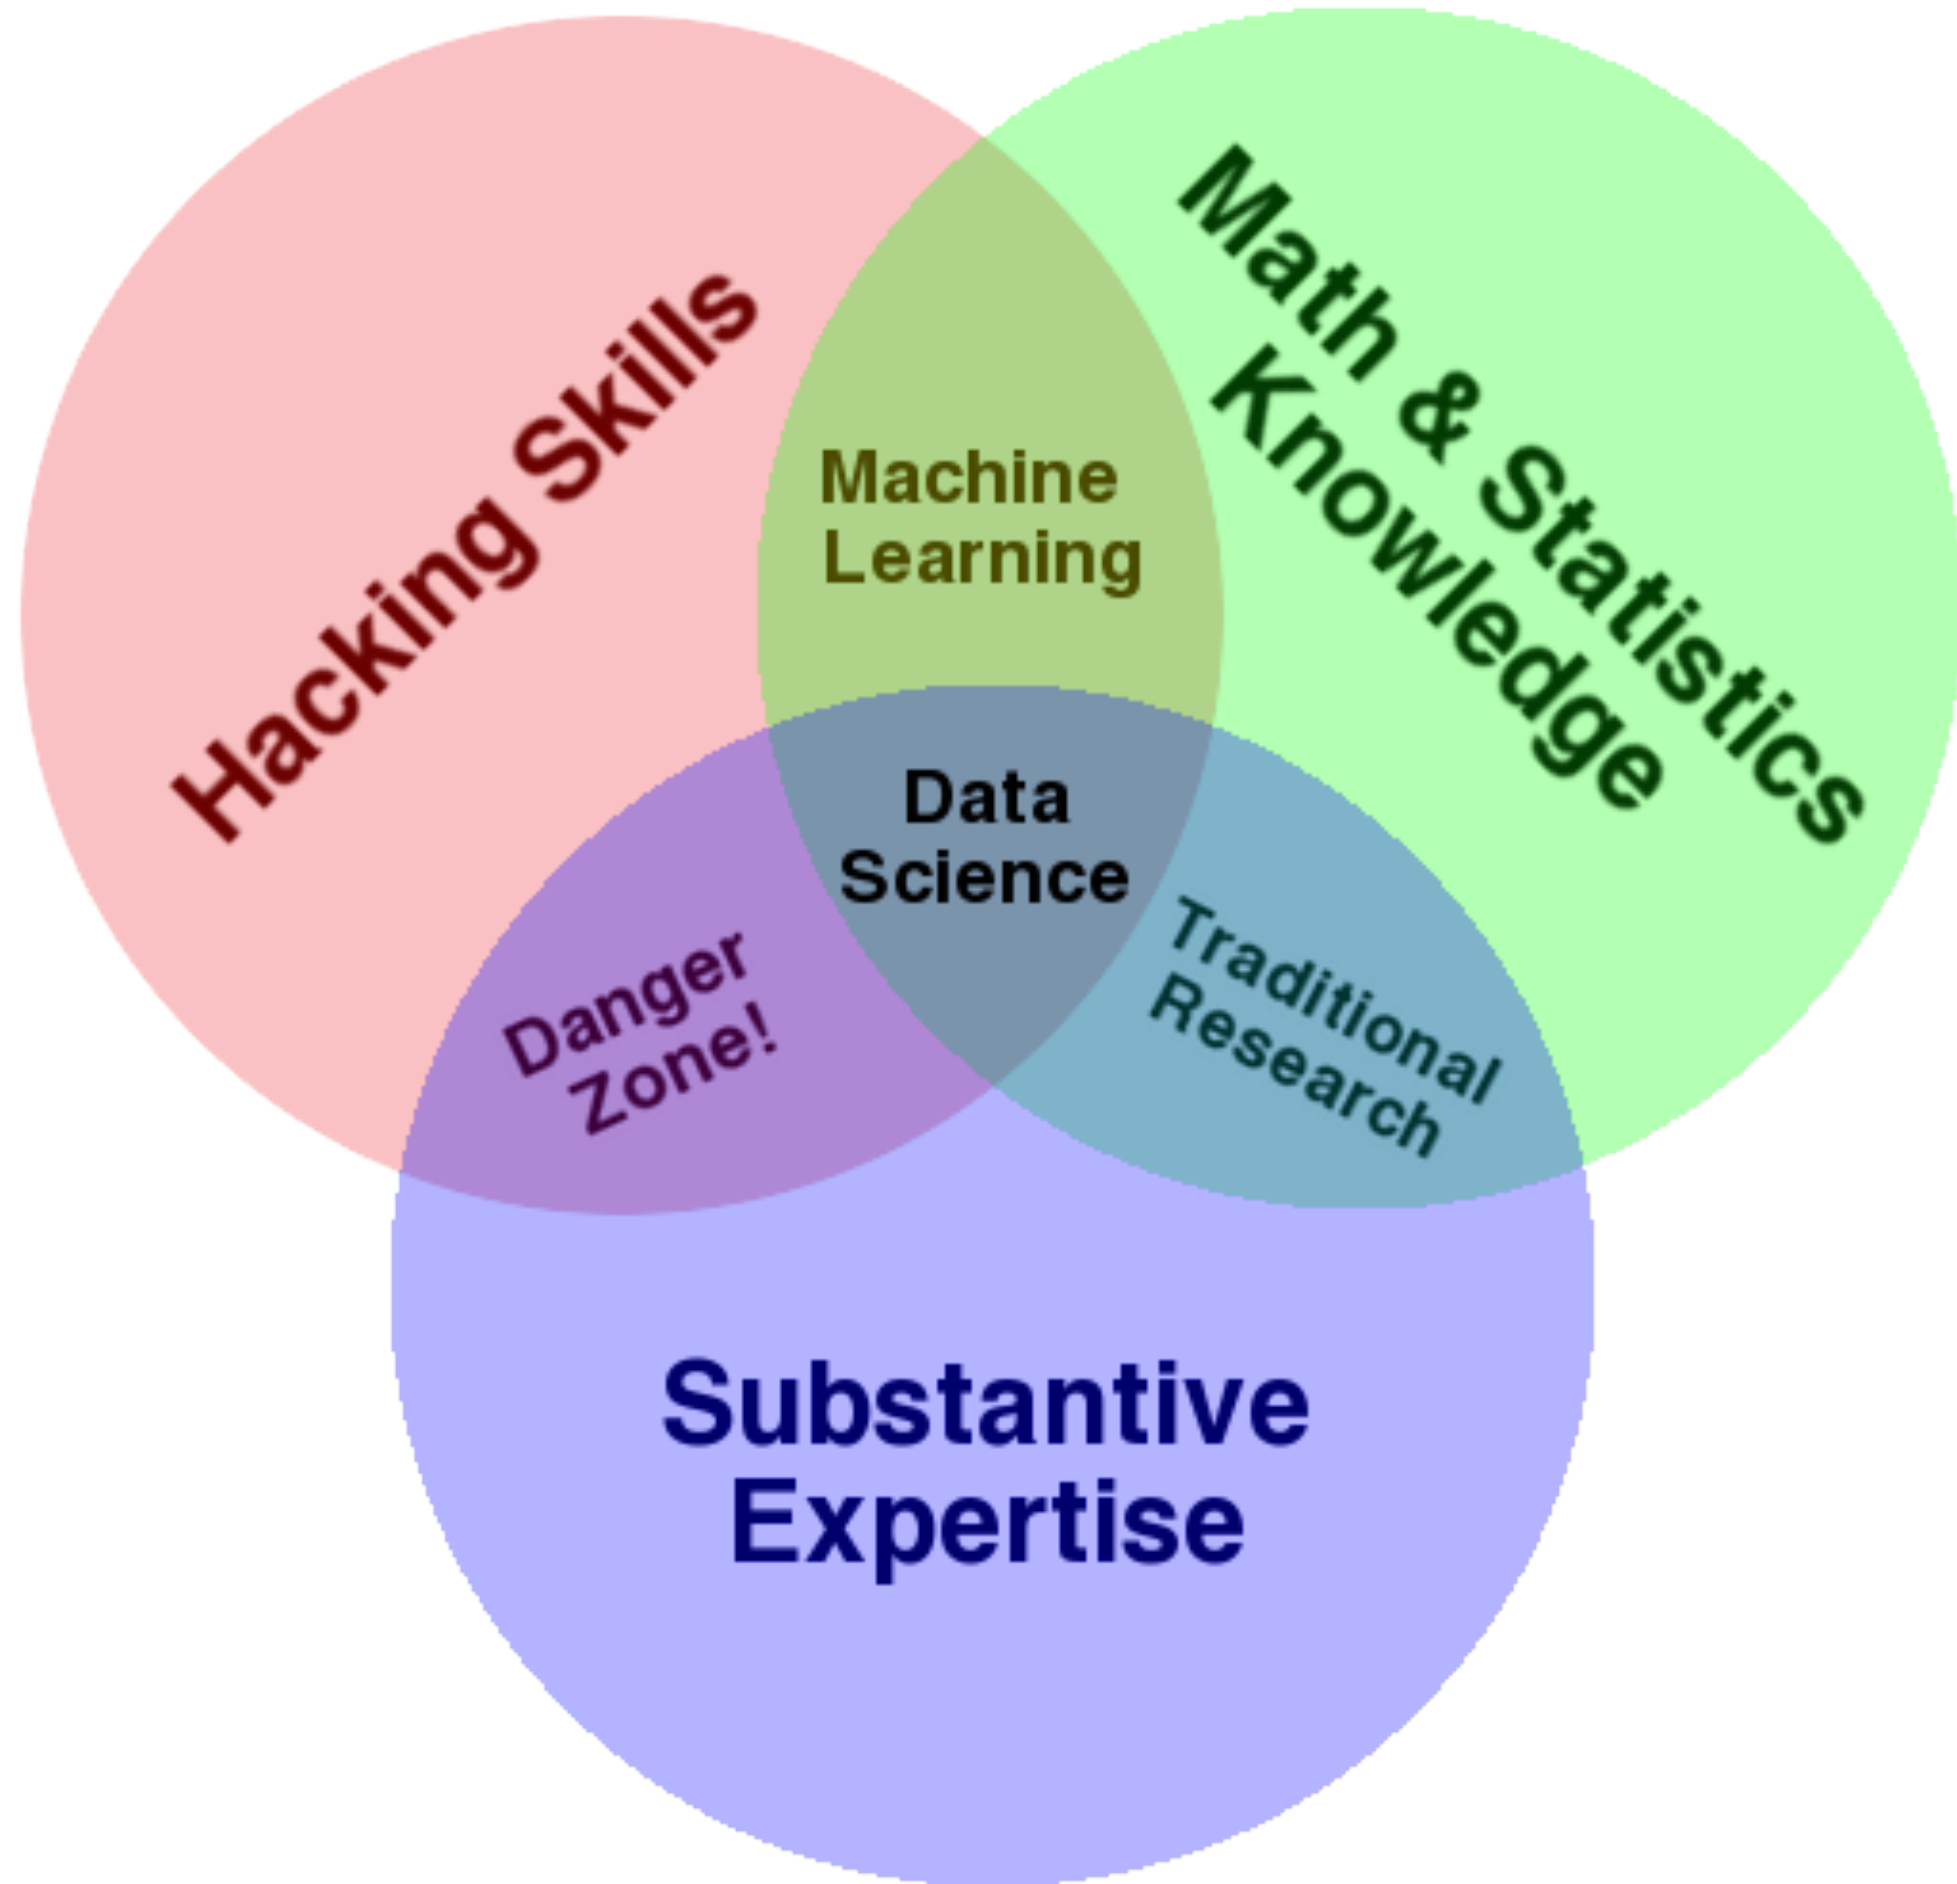 Hacking Skills
Math & Statistics
Knowledge
Machine
Learning
Data
Science
Danger
Zone!
Traditional
Research
Substantive
Expertise